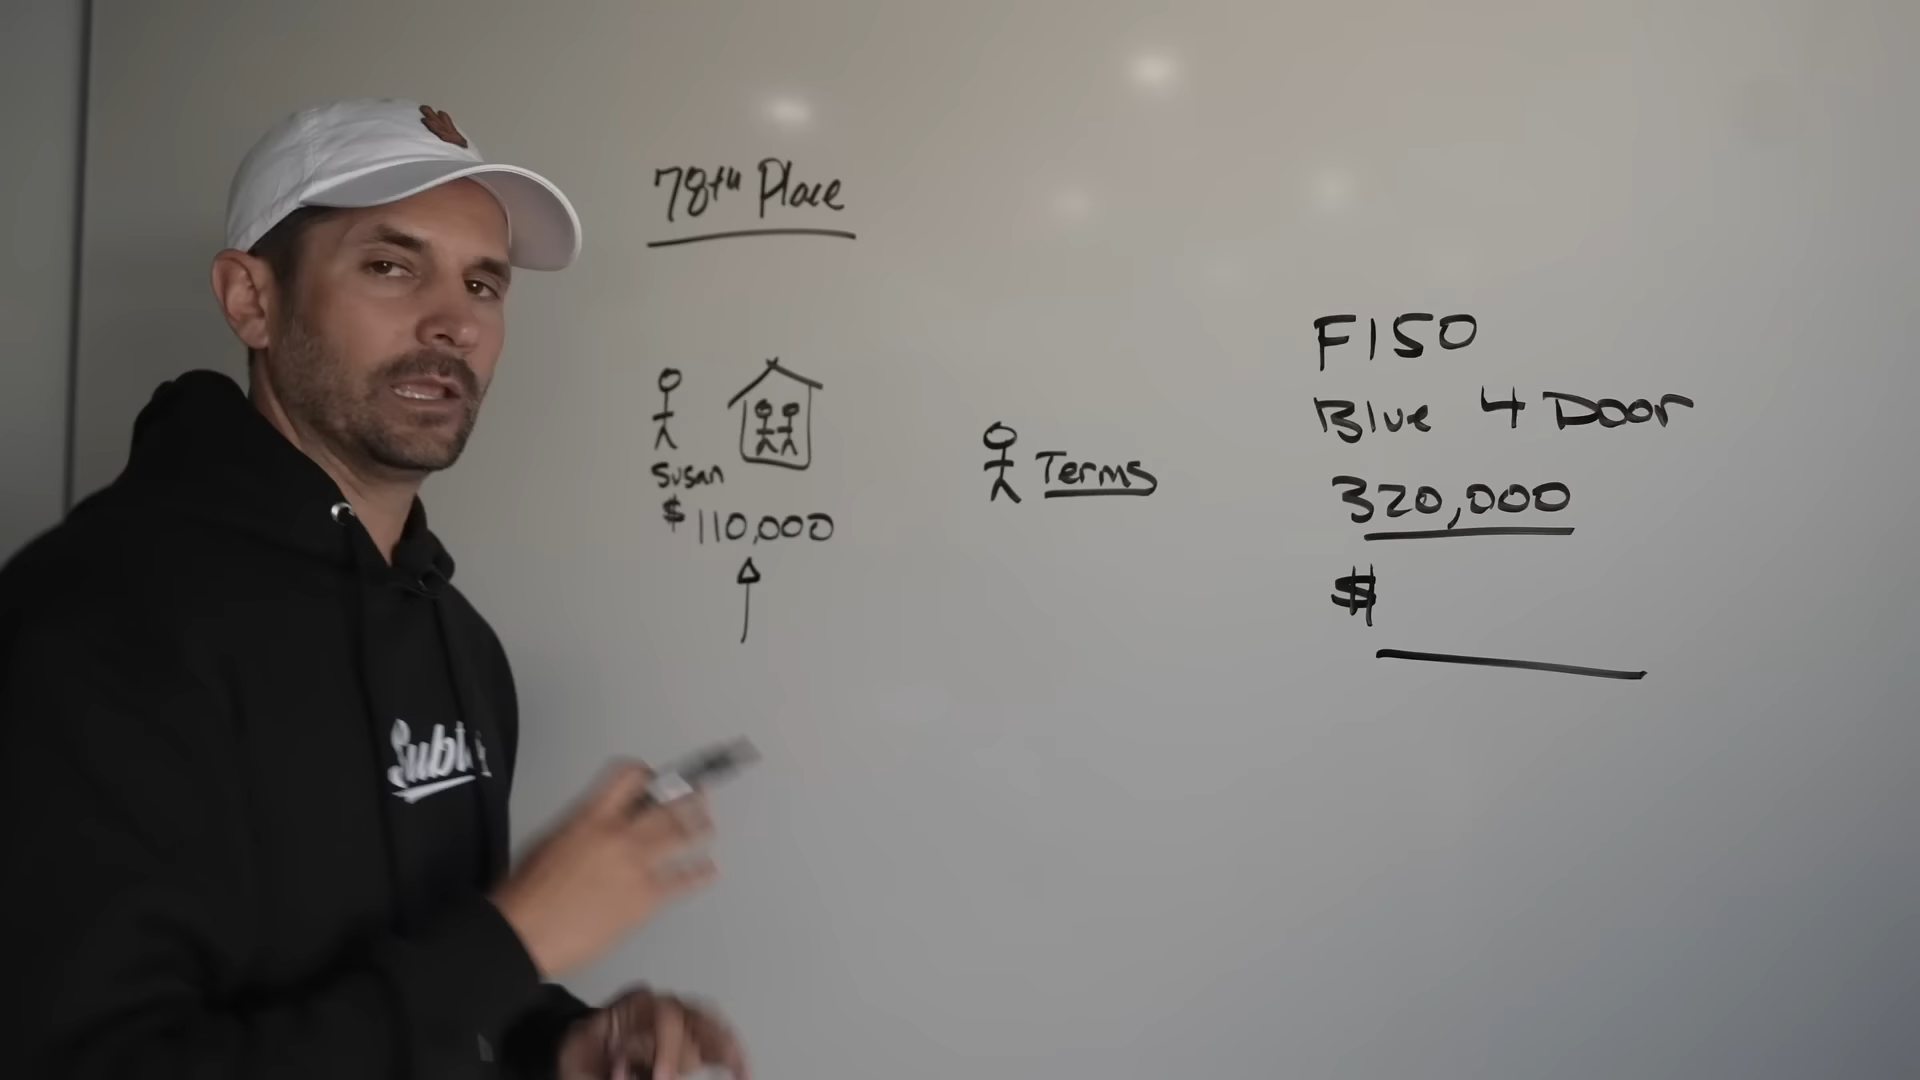 78th Place
Susan
$ 110,000
Terms
F150
Blue 4 Door
320,000
$